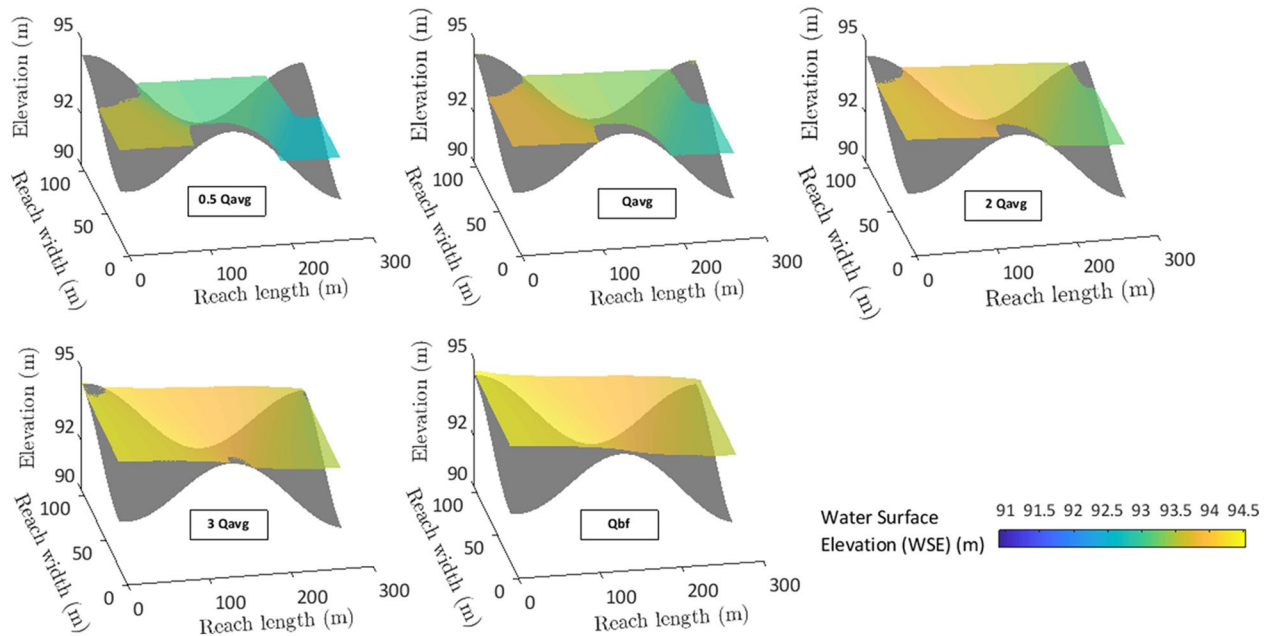 95
92
90
Elevation (m)
100
50
0
Reach width (m)
0
100
200
300
Reach length (m)
0.5 Qavg
95
92
90
Elevation (m)
100
50
0
Reach width (m)
0
100
200
300
Reach length (m)
Qavg
95
92
90
Elevation (m)
100
50
0
Reach width (m)
0
100
200
300
Reach length (m)
2 Qavg
95
92
90
Elevation (m)
100
50
0
Reach width (m)
0
100
200
300
Reach length (m)
3 Qavg
95
92
90
Elevation (m)
100
50
0
Reach width (m)
0
100
200
300
Reach length (m)
Qbf
Water Surface
Elevation (WSE) (m)
91 91.5 92 92.5 93 93.5 94 94.5